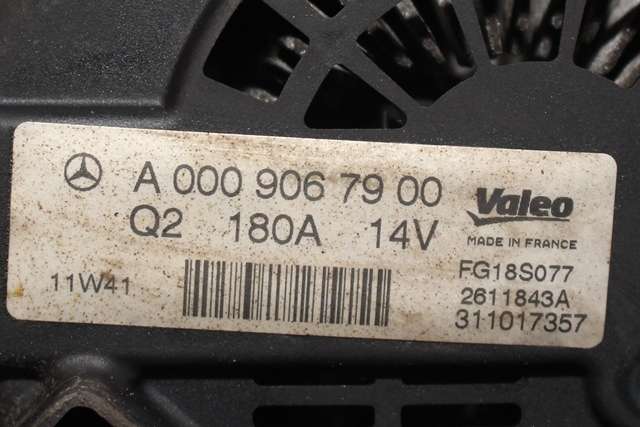 A 000 906 79 00
Q2 180A 14V
Valeo
MADE IN FRANCE
11W41
FG18S077
2611843A
311017357